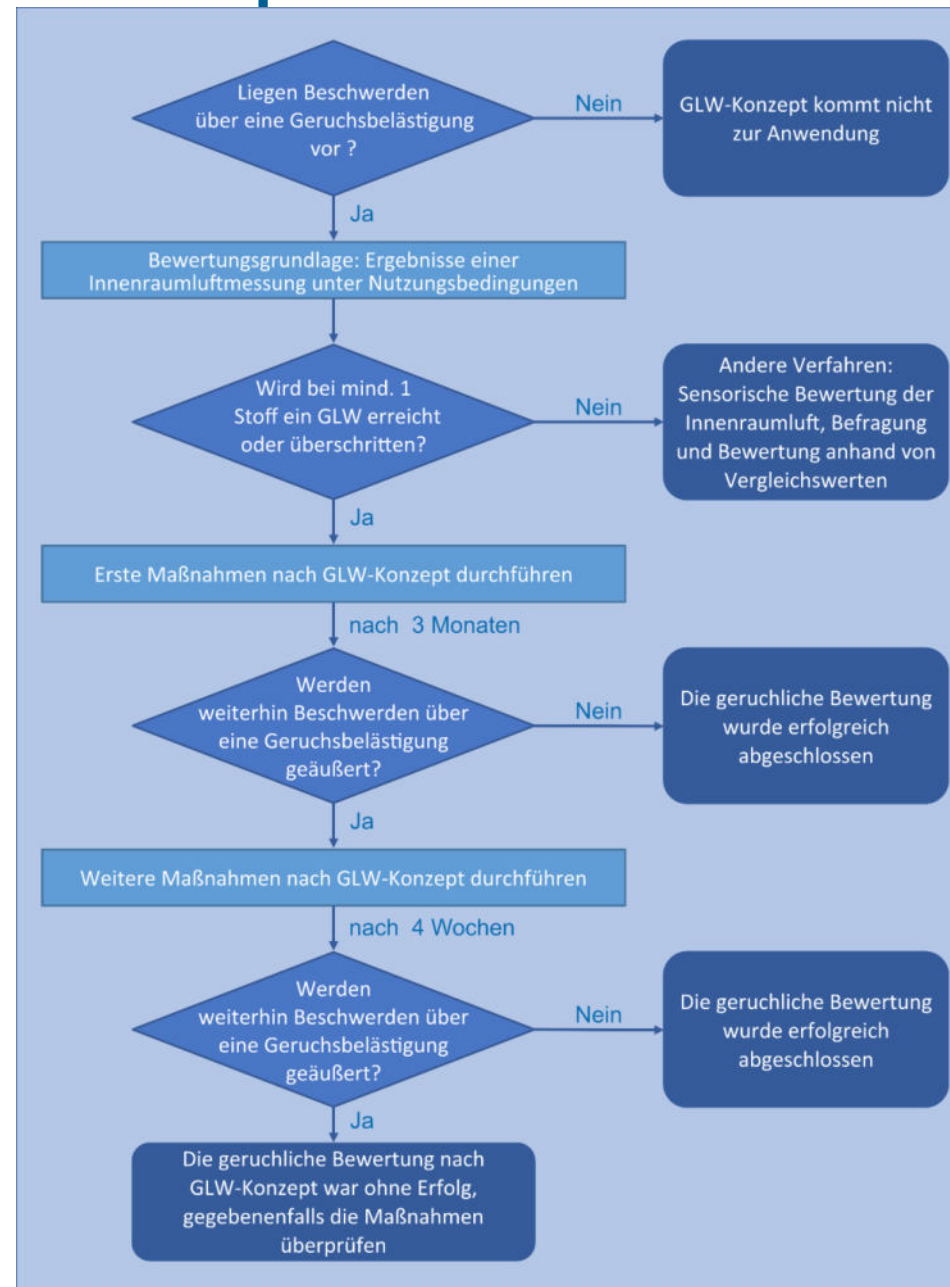 Liegen Beschwerden
über eine Geruchsbelästigung
vor ?
Nein
GLW-Konzept kommt nicht
zur Anwendung
Ja
Bewertungsgrundlage: Ergebnisse einer
Innenraumluftmessung unter Nutzungsbedingungen
Wird bei mind. 1
Stoff ein GLW erreicht
oder überschritten?
Nein
Andere Verfahren:
Sensorische Bewertung der
Innenraumluft, Befragung
und Bewertung anhand von
Vergleichswerten
Ja
Erste Maßnahmen nach GLW-Konzept durchführen
nach 3 Monaten
Werden
weiterhin Beschwerden über
eine Geruchsbelästigung
geäußert?
Nein
Die geruchliche Bewertung
wurde erfolgreich
abgeschlossen
Ja
Weitere Maßnahmen nach GLW-Konzept durchführen
nach 4 Wochen
Werden
weiterhin Beschwerden über
eine Geruchsbelästigung
geäußert?
Nein
Die geruchliche Bewertung
wurde erfolgreich
abgeschlossen
Ja
Die geruchliche Bewertung nach
GLW-Konzept war ohne Erfolg,
gegebenenfalls die Maßnahmen
überprüfen